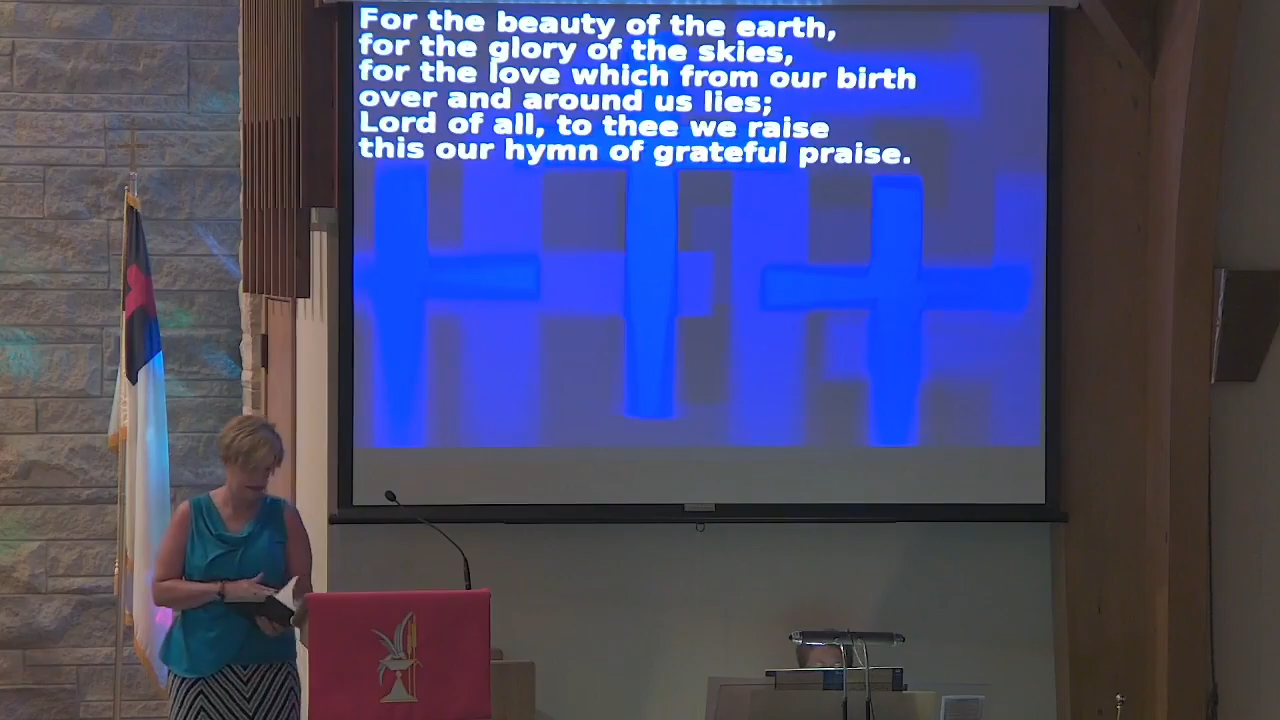 For the beauty of the earth,
for the glory of the skies,
for the love which from our birth
over and around us lies;
Lord of all, to thee we raise
this our hymn of grateful praise.